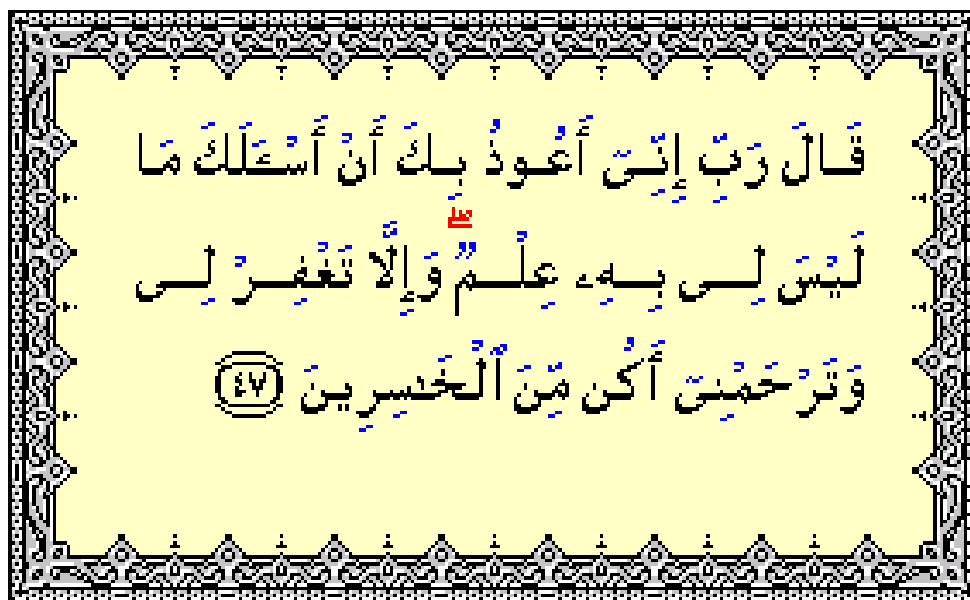 قَالَ رَبِّ إِنِّىٓ أَعُوذُ بِكَ أَنْ أَسْـَٔلَكَ مَا
لَيْسَ لِى بِهِۦ عِلْمٌ ۖ وَإِلَّا تَغْفِرْ لِى
وَتَرْحَمْنِىٓ أَكُن مِّنَ ٱلْخَـٰسِرِينَ ٤٧